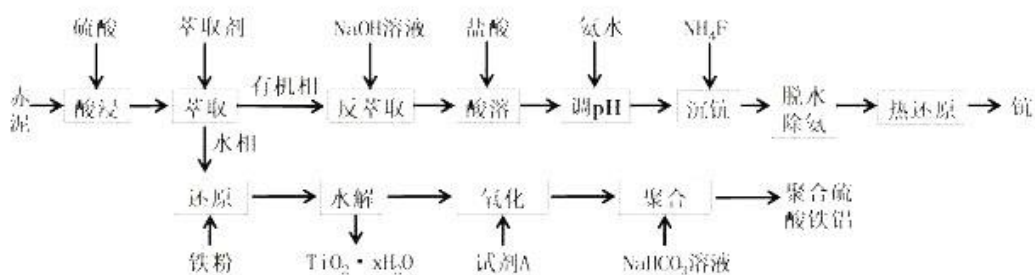 硫酸 萃取剂 NaOH溶液 盐酸 氨水 NH₄F
赤泥 酸浸 萃取 有机相 反萃取 酸溶 调pH 沉钪 脱水除氨 热还原 钪
水相
还原 水解 氧化 聚合 聚合硫酸铁铝
铁粉 TiO₂·xH₂O 试剂A NaHCO₃溶液